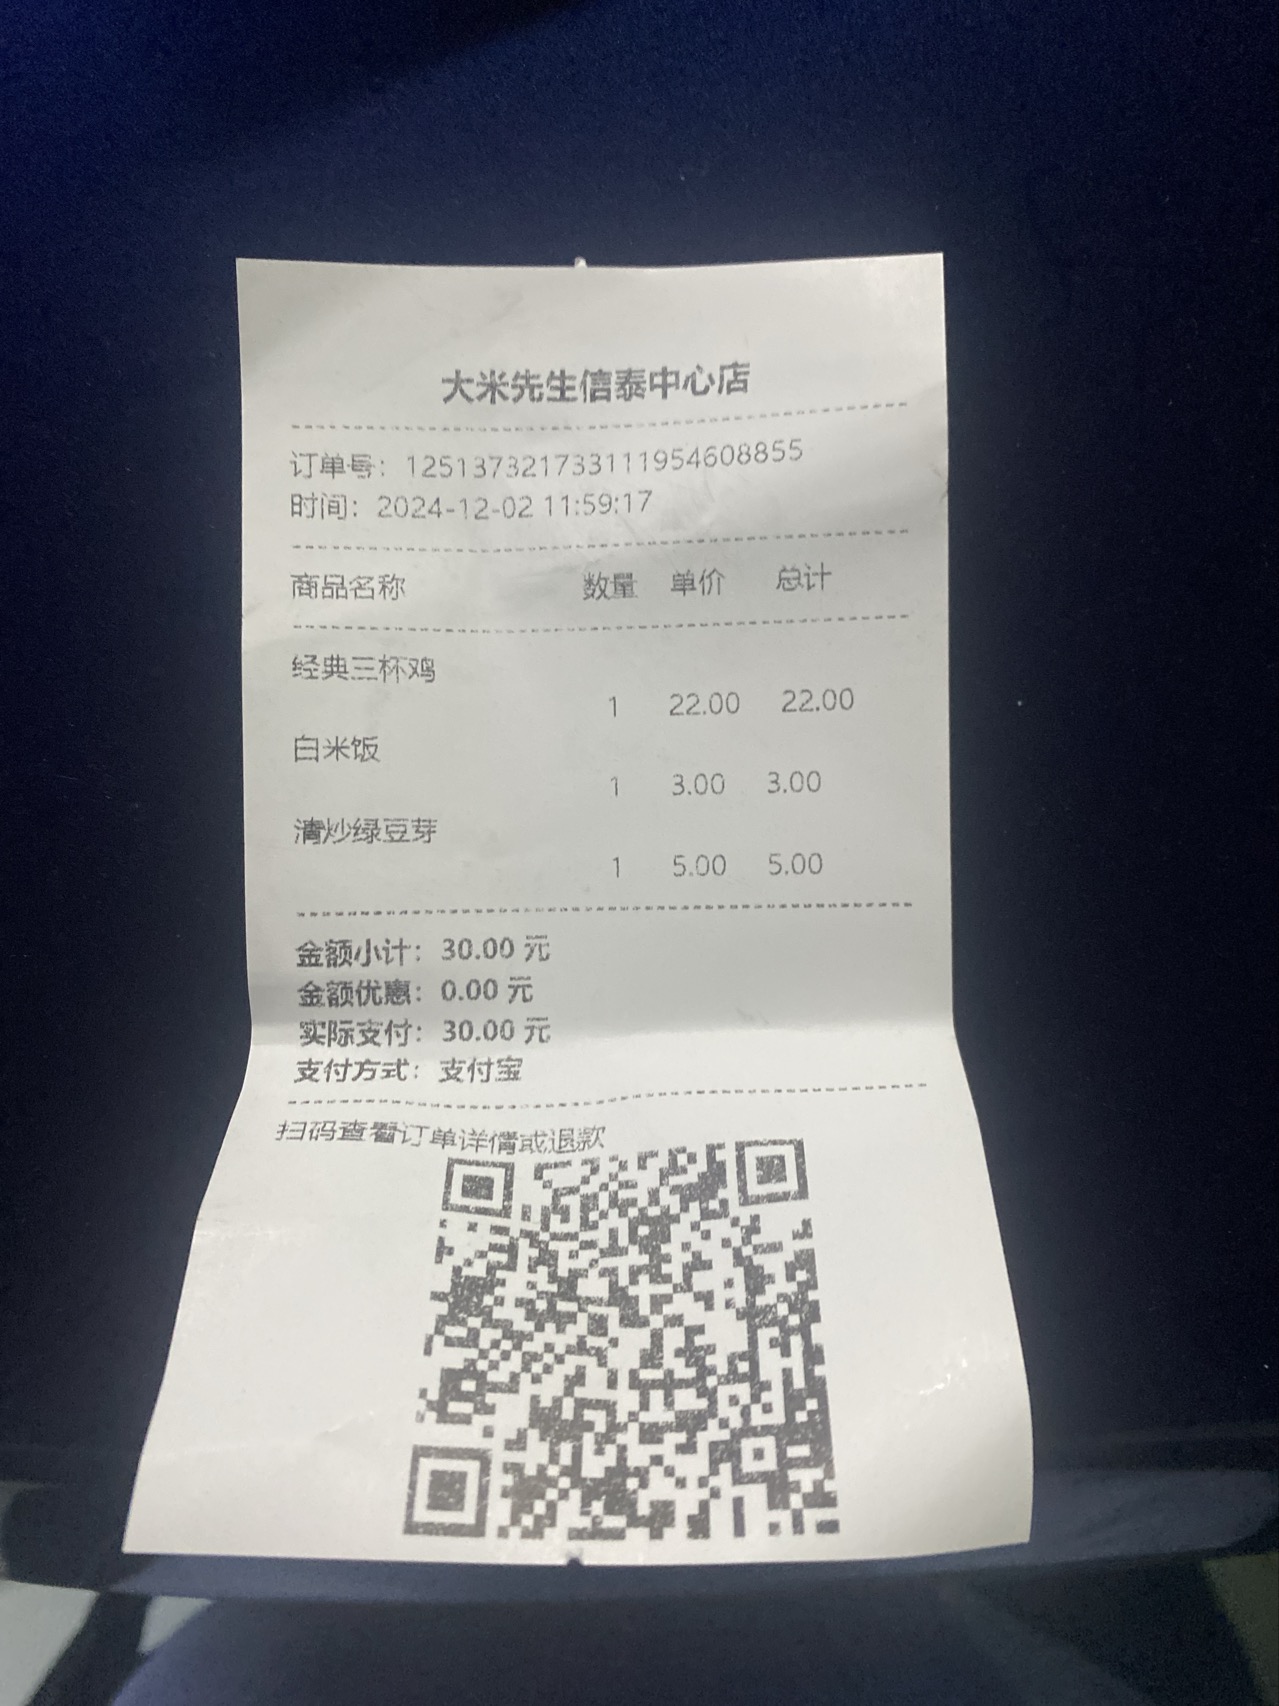 大米先生信泰中心店
订单号：1251373217331119546​08855
时间：2024-12-02 11:59:17
商品名称 数量 单价 总计
经典三杯鸡
1 22.00 22.00
白米饭
1 3.00 3.00
清炒绿豆芽
1 5.00 5.00
金额小计：30.00 元
金额优惠：0.00 元
实际支付：30.00 元
支付方式：支付宝
扫码查看订单详情或退款